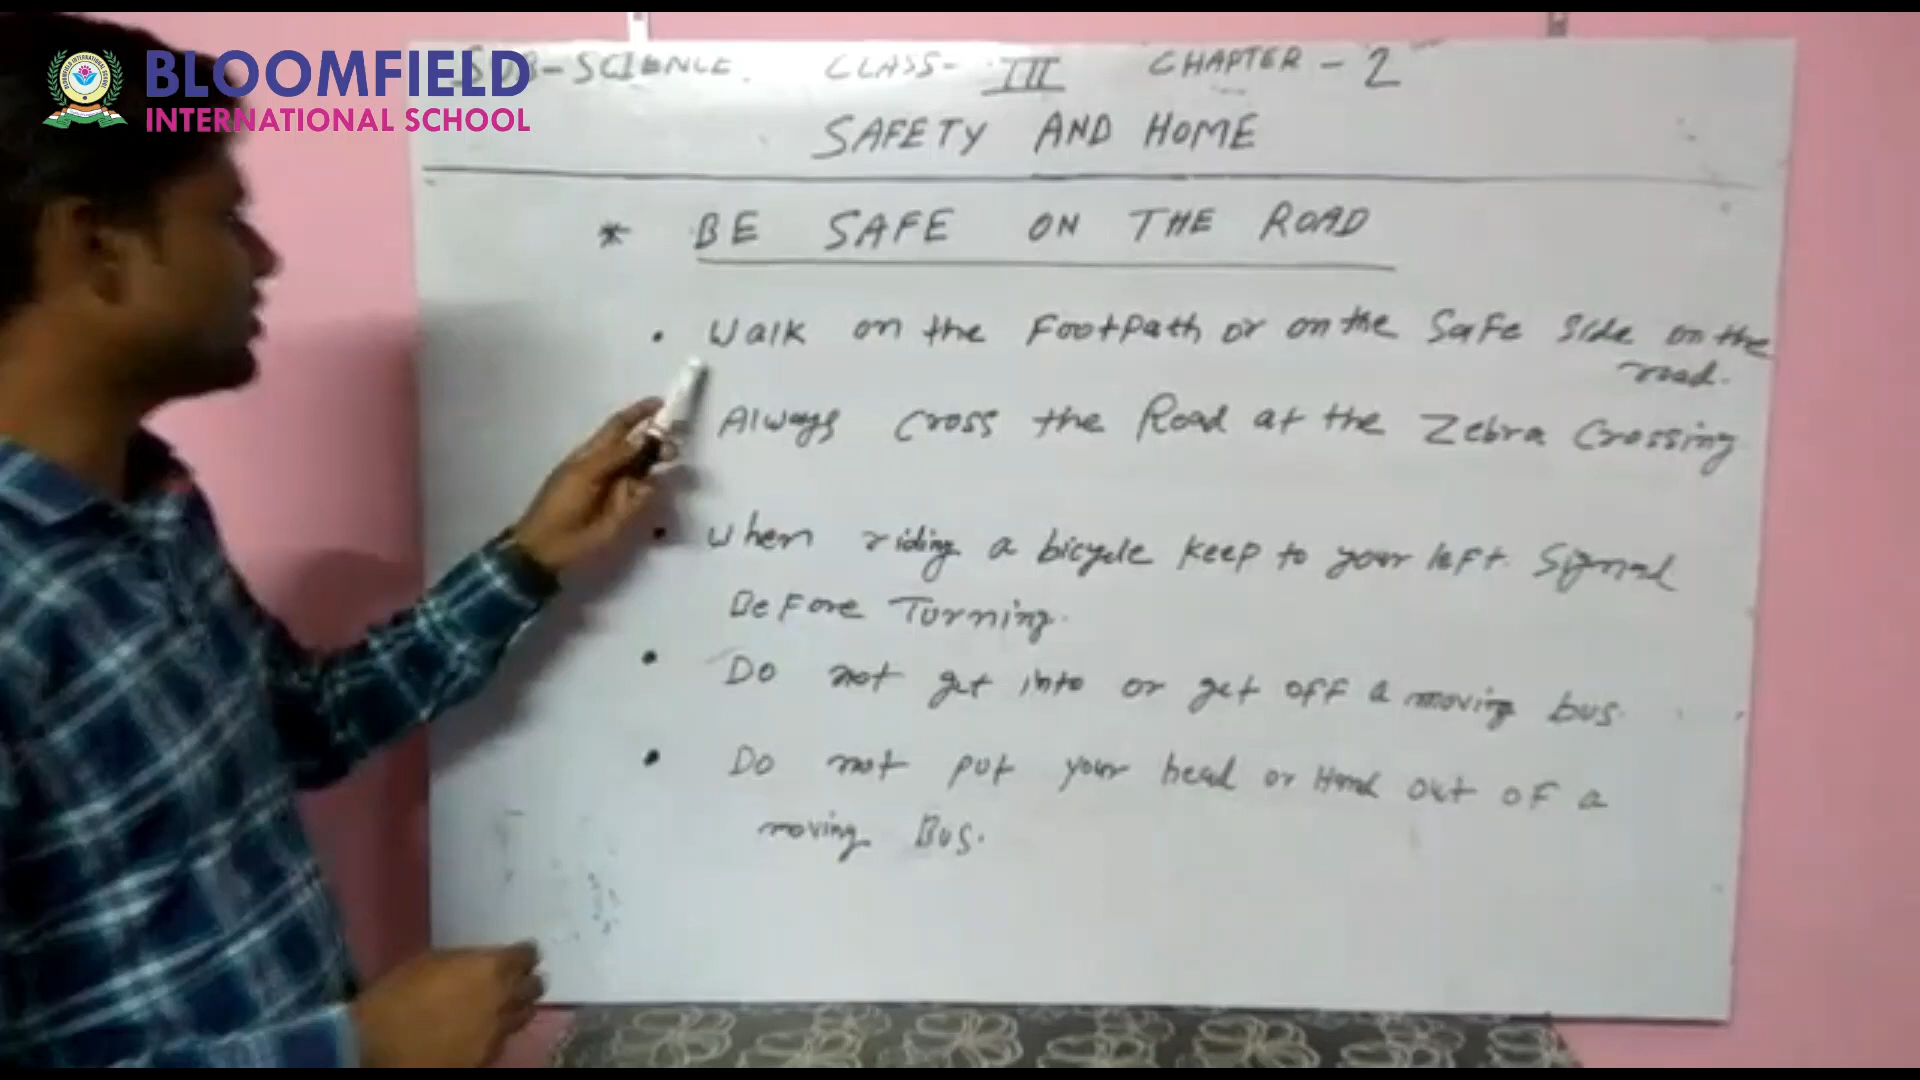 BLOOMFIELD
INTERNATIONAL SCHOOL
SUB-SCIENCE. CLASS- III CHAPTER - 2
SAFETY AND HOME
* BE SAFE ON THE ROAD
• Walk on the Footpath or on the Safe Side on the
road.
Always Cross the Road at the Zebra Crossing
• When riding a bicycle keep to your left. Signal
Before Turning.
• Do not get into or get off a moving bus.
• Do not put your head or Hand out of a
moving Bus.